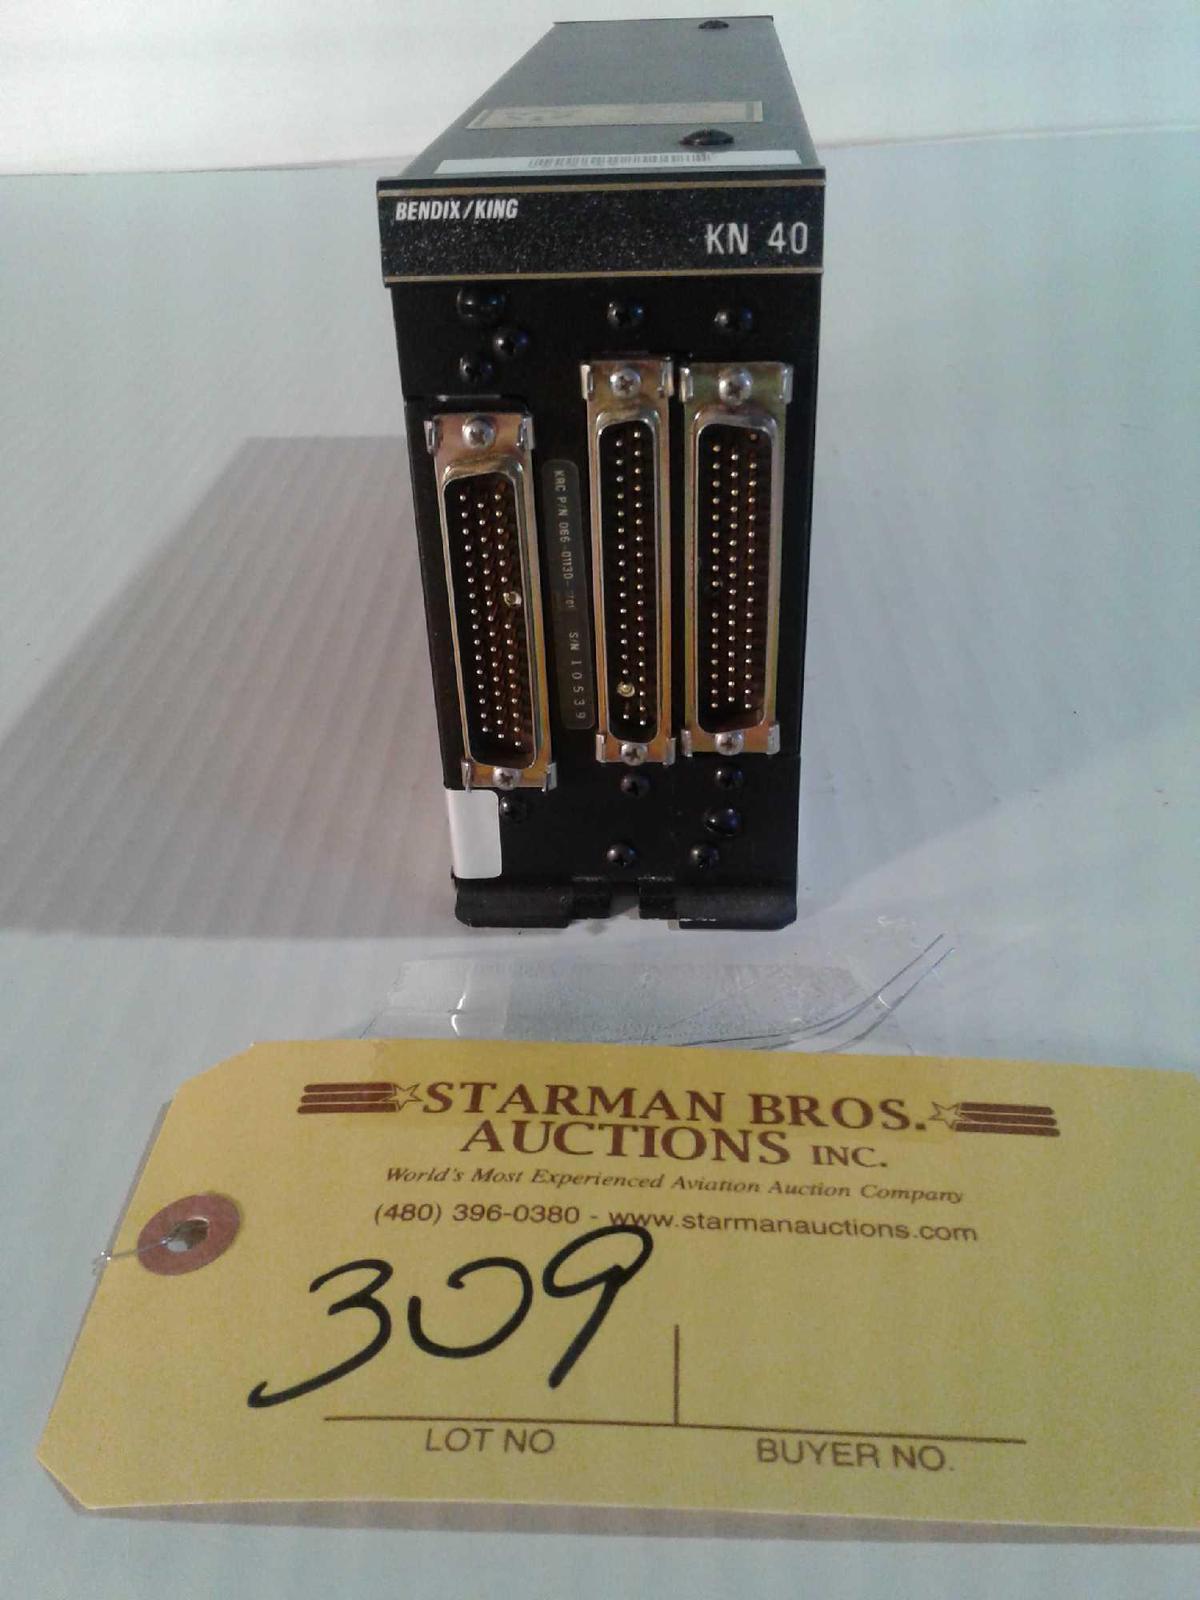 BENDIX/KING
KN 40
KRC P/N 066-01130-
S/N 10539
STARMAN BROS.
AUCTIONS INC.
World's Most Experienced Aviation Auction Company
(480) 396-0380 - www.starmanauctions.com
309
LOT NO
BUYER NO.